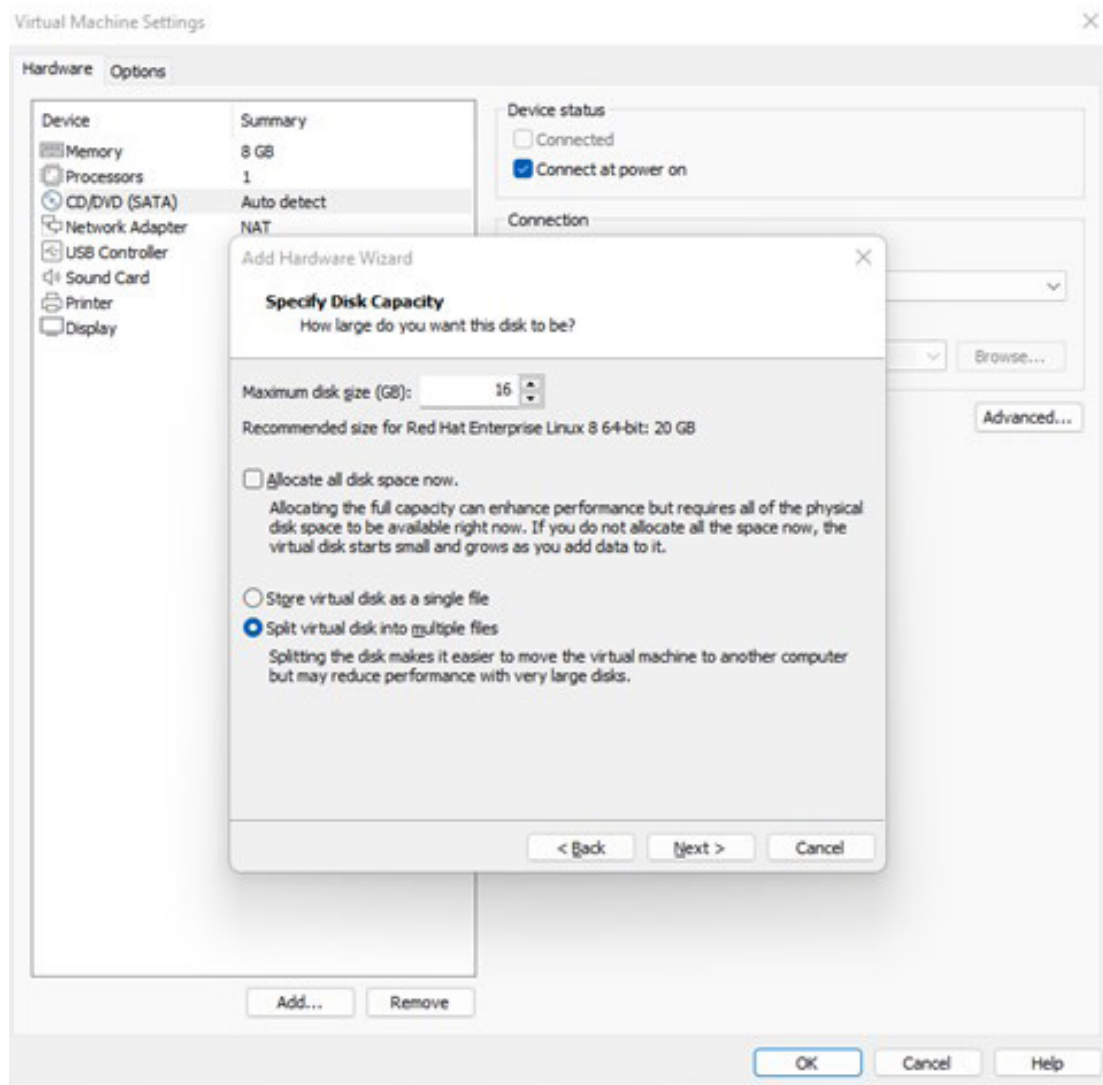 Virtual Machine Settings
Hardware Options
Device Summary
Memory 8 GB
Processors 1
CD/DVD (SATA) Auto detect
Network Adapter NAT
USB Controller
Sound Card
Printer
Display
Device status
Connected
Connect at power on
Connection
Browse...
Advanced...
Add Hardware Wizard
Specify Disk Capacity
How large do you want this disk to be?
Maximum disk size (GB): 16
Recommended size for Red Hat Enterprise Linux 8 64-bit: 20 GB
Allocate all disk space now.
Allocating the full capacity can enhance performance but requires all of the physical
disk space to be available right now. If you do not allocate all the space now, the
virtual disk starts small and grows as you add data to it.
Store virtual disk as a single file
Split virtual disk into multiple files
Splitting the disk makes it easier to move the virtual machine to another computer
but may reduce performance with very large disks.
< Back Next > Cancel
Add... Remove
OK Cancel Help